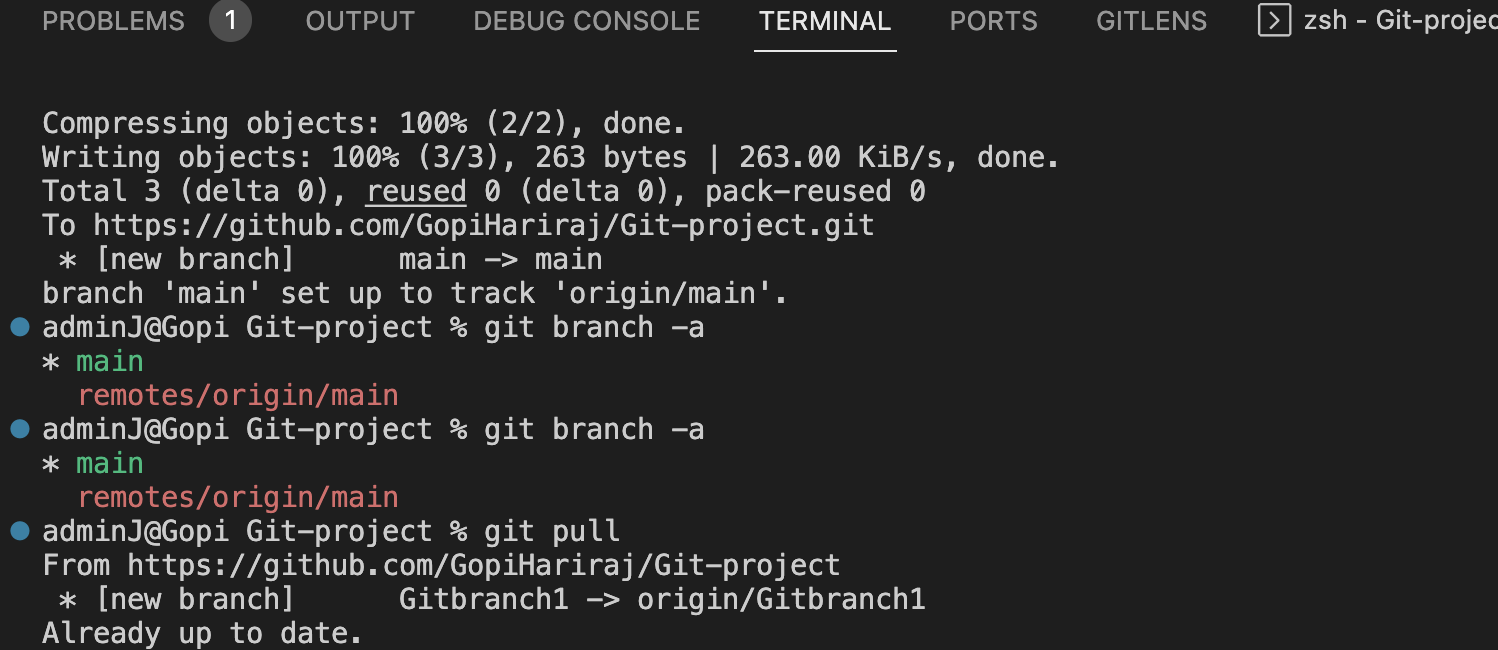 PROBLEMS 1 OUTPUT DEBUG CONSOLE TERMINAL PORTS GITLENS zsh - Git-projec
Compressing objects: 100% (2/2), done.
Writing objects: 100% (3/3), 263 bytes | 263.00 KiB/s, done.
Total 3 (delta 0), reused 0 (delta 0), pack-reused 0
To https://github.com/GopiHariraj/Git-project.git
 * [new branch]      main -> main
branch 'main' set up to track 'origin/main'.
adminJ@Gopi Git-project % git branch -a
* main
  remotes/origin/main
adminJ@Gopi Git-project % git branch -a
* main
  remotes/origin/main
adminJ@Gopi Git-project % git pull
From https://github.com/GopiHariraj/Git-project
 * [new branch]      Gitbranch1 -> origin/Gitbranch1
Already up to date.